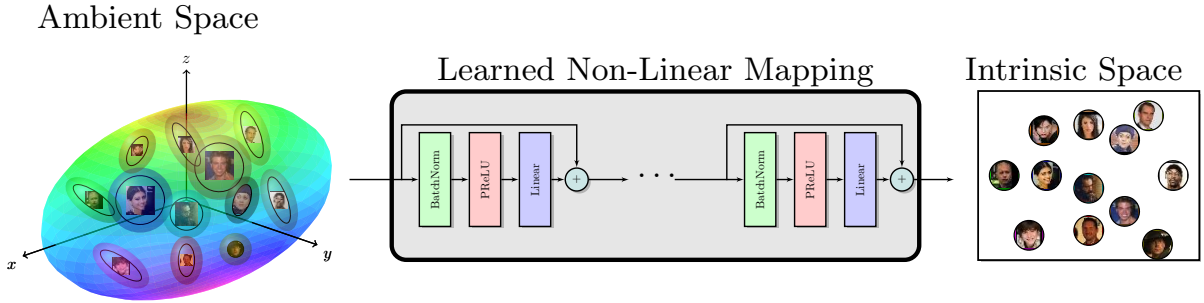 Ambient Space
Learned Non-Linear Mapping
Intrinsic Space
z
x
y
BatchNorm
PReLU
Linear
+
· · ·
BatchNorm
PReLU
Linear
+